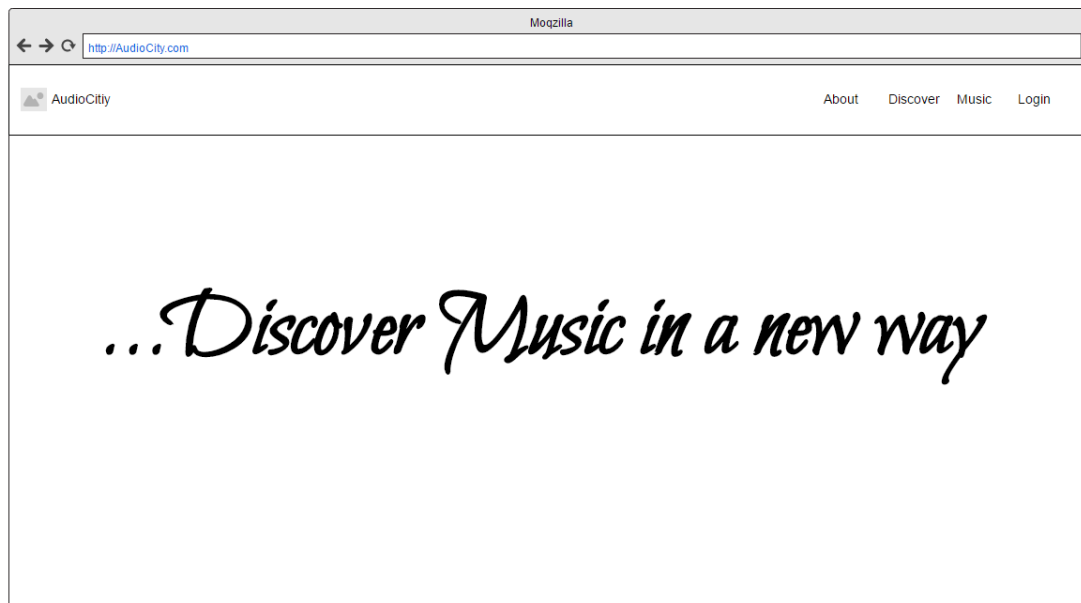 Moqzilla
http://AudioCity.com
AudioCitiy About Discover Music Login
...Discover Music in a new way